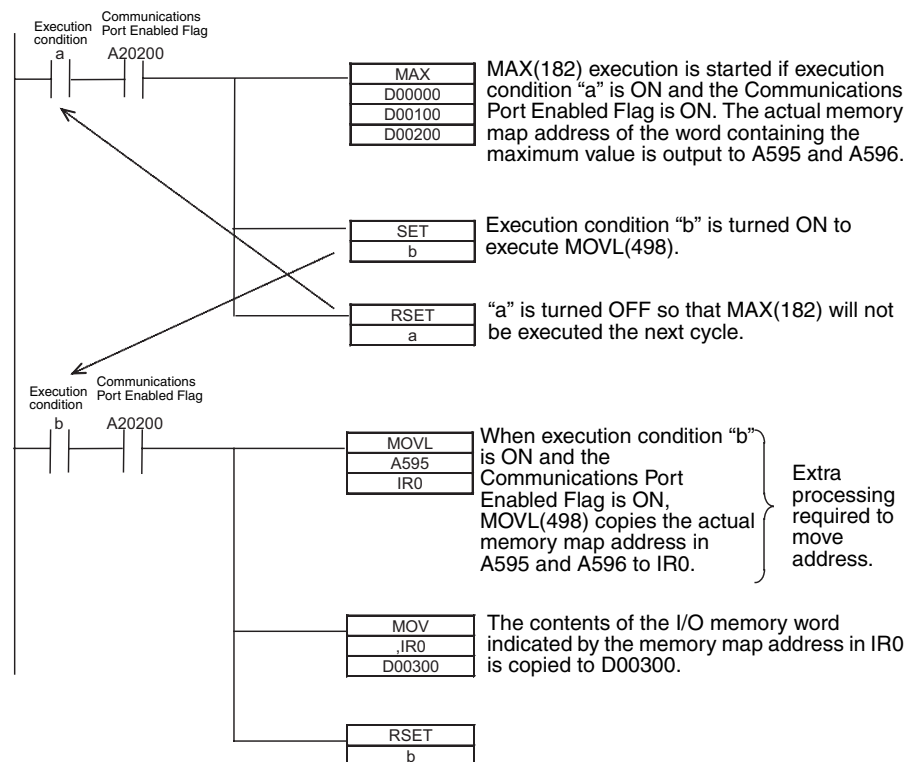 Execution
condition
a
Communications
Port Enabled Flag
A20200
MAX
D00000
D00100
D00200
MAX(182) execution is started if execution
condition “a” is ON and the Communications
Port Enabled Flag is ON. The actual memory
map address of the word containing the
maximum value is output to A595 and A596.
SET
b
Execution condition “b” is turned ON to
execute MOVL(498).
RSET
a
“a” is turned OFF so that MAX(182) will not
be executed the next cycle.
Execution
condition
b
Communications
Port Enabled Flag
A20200
MOVL
A595
IR0
When execution condition “b”
is ON and the
Communications Port
Enabled Flag is ON,
MOVL(498) copies the actual
memory map address in
A595 and A596 to IR0.
Extra
processing
required to
move
address.
MOV
,IR0
D00300
The contents of the I/O memory word
indicated by the memory map address in IR0
is copied to D00300.
RSET
b